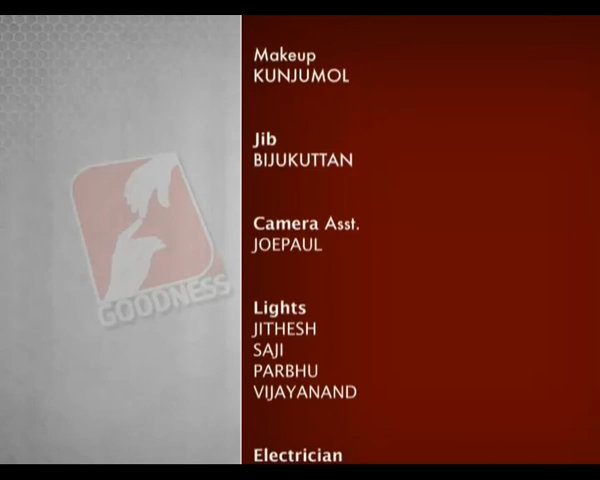 Makeup
KUNJUMOL
Jib
BIJUKUTTAN
Camera Asst.
JOEPAUL
Lights
JITHESH
SAJI
PARBHU
VIJAYANAND
Electrician
GOODNESS